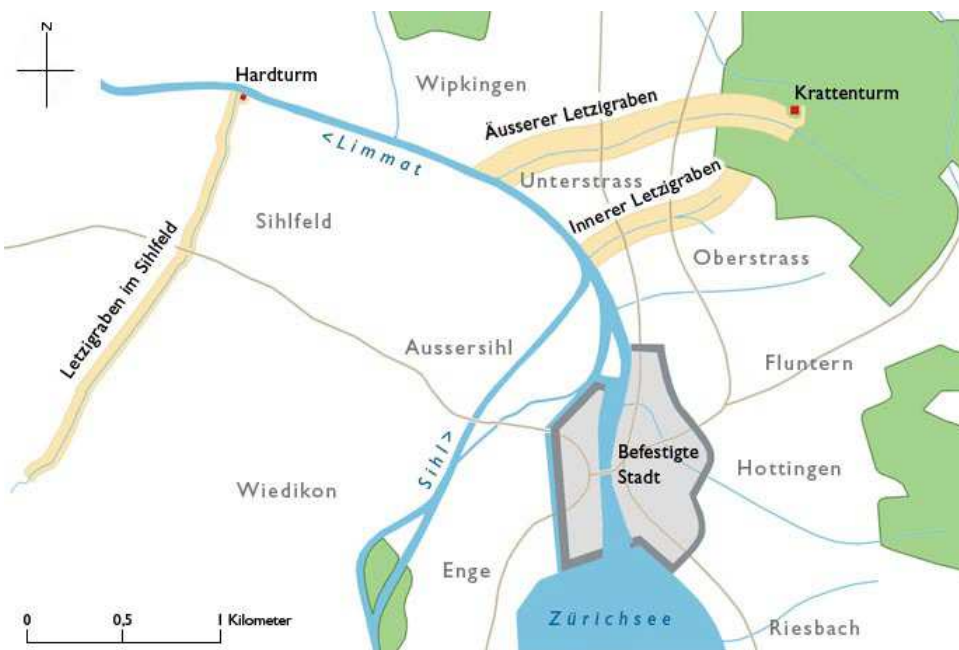 N
Hardturm
Wipkingen
Krattenturm
Äusserer Letzigraben
<Limmat
Unterstrass
Innerer Letzigraben
Sihlfeld
Letzigraben im Sihlfeld
Oberstrass
Aussersihl
Fluntern
Sihl>
Befestigte
Stadt
Hottingen
Wiedikon
Enge
0 0,5 1 Kilometer
Zürichsee
Riesbach